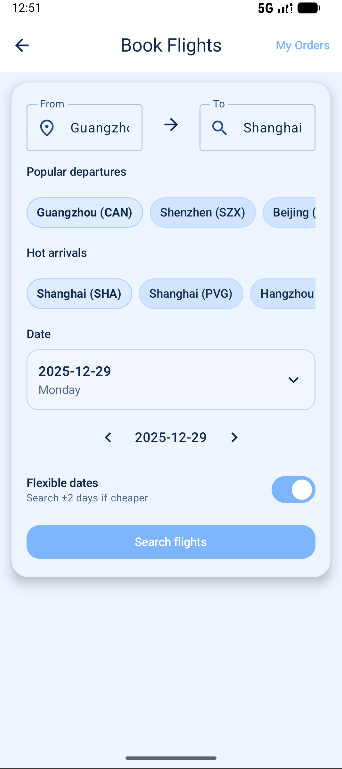 12:51
5G
Book Flights
My Orders
From
To
Guangzho
Shanghai
Popular departures
Guangzhou (CAN)
Shenzhen (SZX)
Beijing (
Hot arrivals
Shanghai (SHA)
Shanghai (PVG)
Hangzhou
Date
2025-12-29
Monday
2025-12-29
Flexible dates
Search ±2 days if cheaper
Search flights